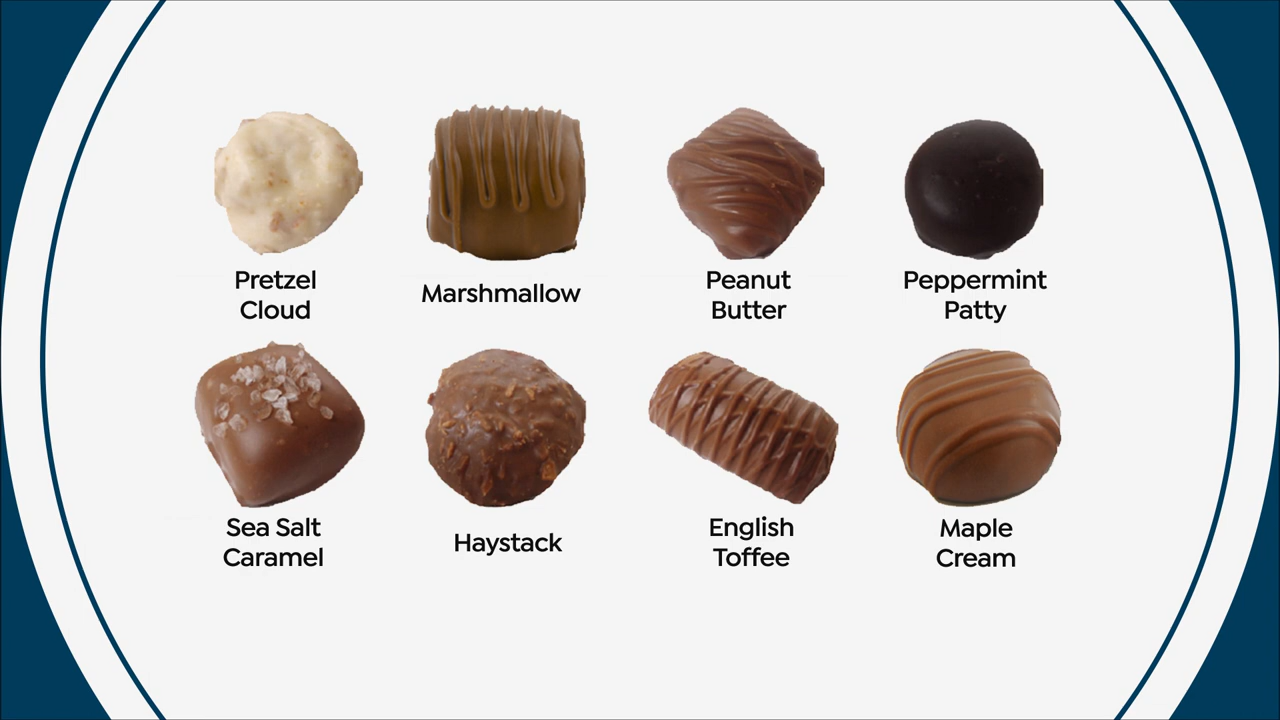 Pretzel
Cloud
Marshmallow
Peanut
Butter
Peppermint
Patty
Sea Salt
Caramel
Haystack
English
Toffee
Maple
Cream